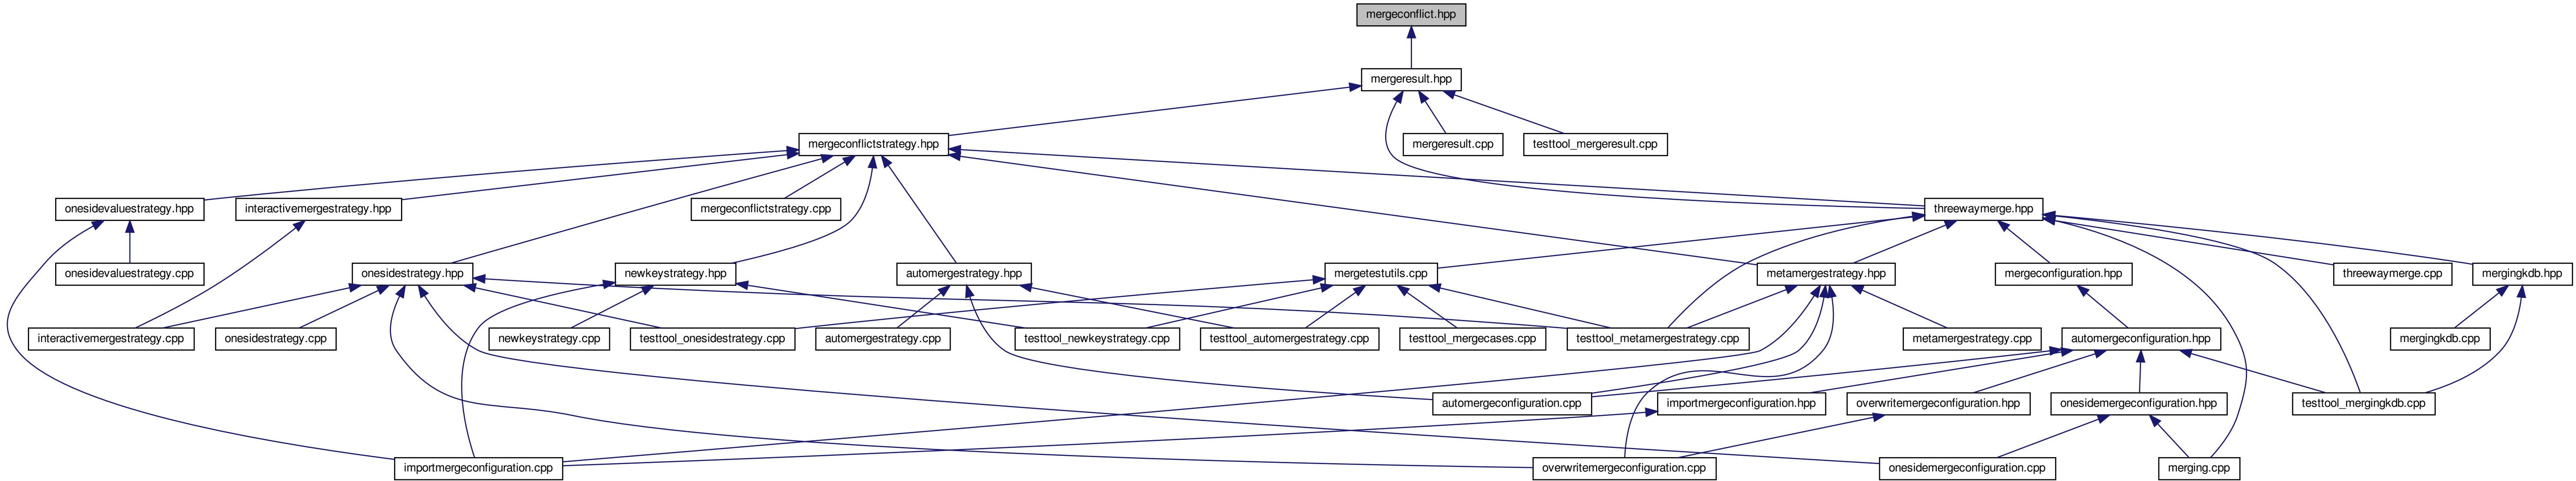 mergeconflict.hpp
mergeresult.hpp
mergeconflictstrategy.hpp
mergeresult.cpp
testtool_mergeresult.cpp
onesidevaluestrategy.hpp
interactivemergestrategy.hpp
mergeconflictstrategy.cpp
threewaymerge.hpp
onesidevaluestrategy.cpp
onesidestrategy.hpp
newkeystrategy.hpp
automergestrategy.hpp
mergetestutils.cpp
metamergestrategy.hpp
mergeconfiguration.hpp
threewaymerge.cpp
mergingkdb.hpp
interactivemergestrategy.cpp
onesidestrategy.cpp
newkeystrategy.cpp
testtool_onesidestrategy.cpp
automergestrategy.cpp
testtool_newkeystrategy.cpp
testtool_automergestrategy.cpp
testtool_mergecases.cpp
testtool_metamergestrategy.cpp
metamergestrategy.cpp
automergeconfiguration.hpp
mergingkdb.cpp
automergeconfiguration.cpp
importmergeconfiguration.hpp
overwritemergeconfiguration.hpp
onesidemergeconfiguration.hpp
testtool_mergingkdb.cpp
importmergeconfiguration.cpp
overwritemergeconfiguration.cpp
onesidemergeconfiguration.cpp
merging.cpp